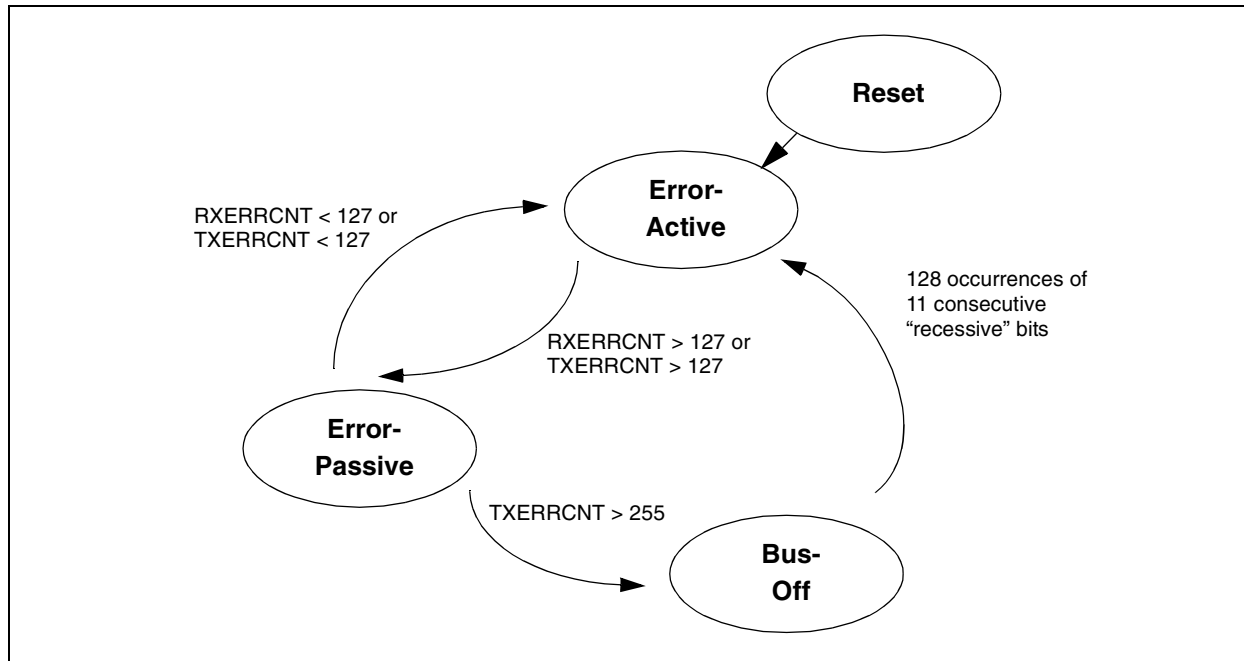 Reset
Error-
Active
RXERRCNT < 127 or
TXERRCNT < 127
128 occurrences of
11 consecutive
“recessive” bits
RXERRCNT > 127 or
TXERRCNT > 127
Error-
Passive
TXERRCNT > 255
Bus-
Off